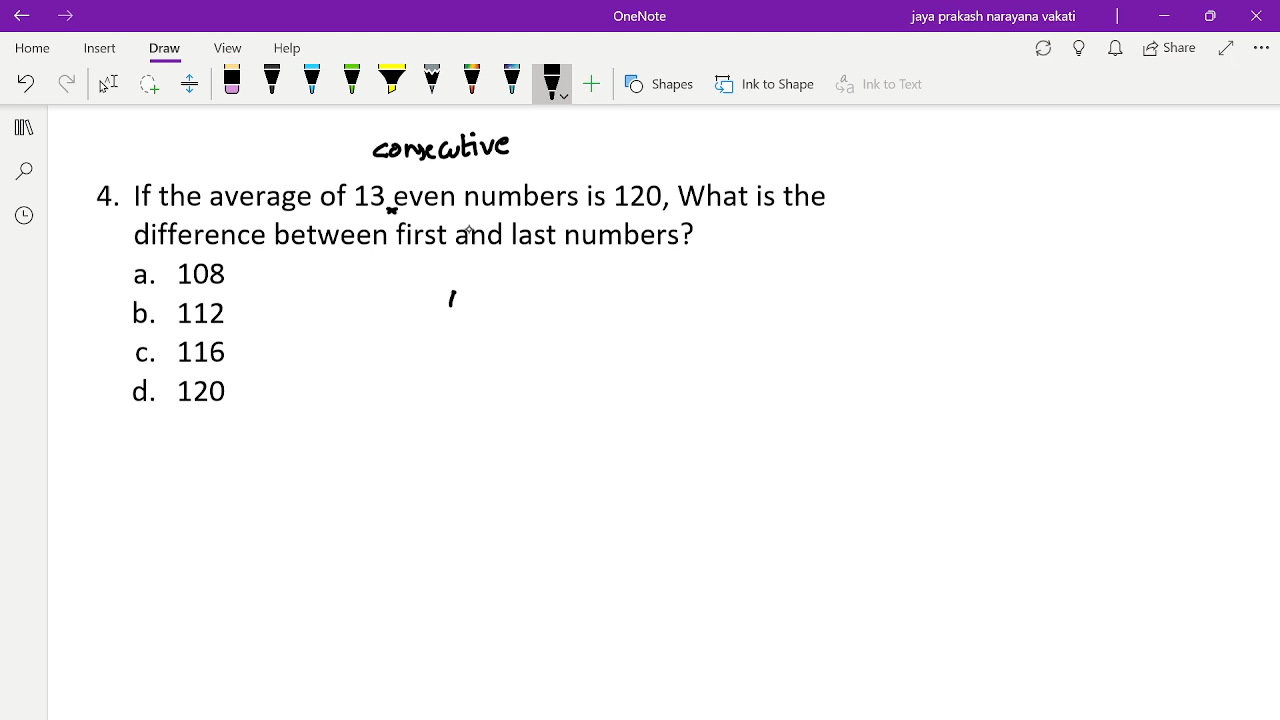 OneNote
jaya prakash narayana vakati
Home Insert Draw View Help
Share
Shapes
Ink to Shape
Ink to Text
consecutive
4. If the average of 13 even numbers is 120, What is the
difference between first and last numbers?
a. 108
b. 112
c. 116
d. 120